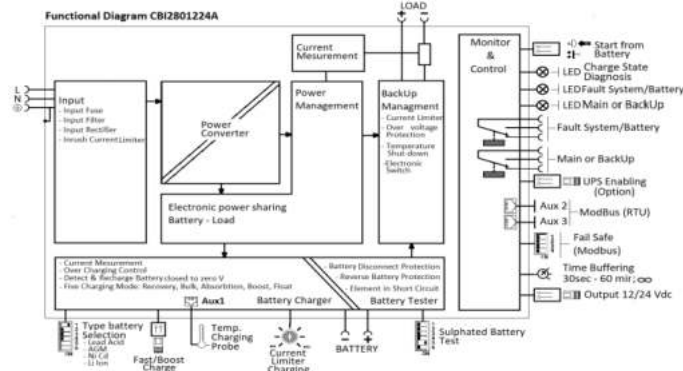 Functional Diagram CBI2801224A
LOAD
+ -
L
N
Input
- Input Fuse
- Input Filter
- Input Rectifier
- Inrush Current Limiter
Power
Converter
Current
Mesurement
Power
Management
BackUp
Managment
- Current Limiter
- Over voltage
Protection
- Temperature
Shut-down
-Electronic
Switch
Electronic power sharing
Battery - Load
- Current Mesurement
- Over Charging Control
- Detect & Recharge Battery closed to zero V
- Five Charging Mode: Recovery, Bulk, Absorbtion, Boost, Float
Aux1
Battery Charger
- Battery Disconnect Protection
- Reverse Battery Protection
- Element in Short Circuit
Battery Tester
Monitor
&
Control
Start from
Battery
LED Charge State
Diagnosis
LED Fault System/Battery
LED Main or BackUp
Fault System/Battery
Main or BackUp
UPS Enabling
(Option)
Aux 2
ModBus (RTU)
Aux 3
Fail Safe
(Modbus)
Time Buffering
30sec - 60 mir; ∞
Output 12/24 Vdc
Type battery
Selection
- Lead Acid
- AGM
- Ni Cd
- Li Ion
Fast/Boost
Charge
Temp.
Charging
Probe
Current
Limiter
Charging
- +
BATTERY
Sulphated Battery
Test